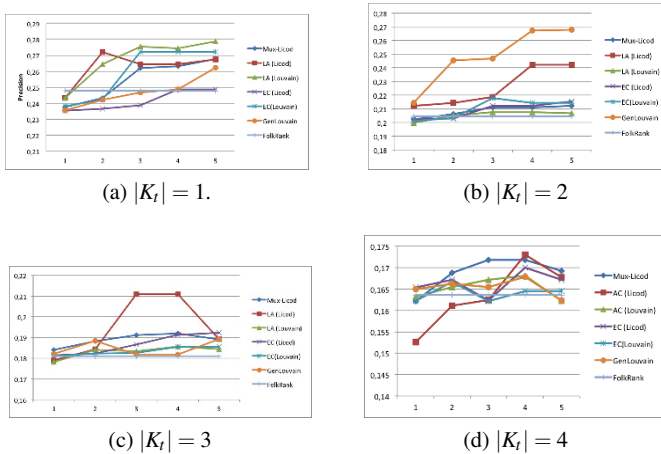 0,29
0,28
0,27
0,26
0,25
0,24
0,23
0,22
0,21
Precision
1 2 3 4 5
Mux-Licod
LA (Licod)
LA (Louvain)
EC (Licod)
EC(Louvain)
GenLouvain
FolkRank
(a) |K_t| = 1.
0,28
0,27
0,26
0,25
0,24
0,23
0,22
0,21
0,2
0,19
0,18
1 2 3 4 5
Mux-Licod
LA (Licod)
LA (Louvain)
EC (Licod)
EC(Louvain)
GenLouvain
FolkRank
(b) |K_t| = 2
0,22
0,21
0,2
0,19
0,18
0,17
0,16
1 2 3 4 5
Mux-Licod
LA (Licod)
LA (Louvain)
EC (Licod)
EC(Louvain)
GenLouvain
FolkRank
(c) |K_t| = 3
0,175
0,17
0,165
0,16
0,155
0,15
0,145
0,14
1 2 3 4 5
Mux-Licod
AC (Licod)
AC (Louvain)
EC (Licod)
EC(Louvain)
GenLouvain
FolkRank
(d) |K_t| = 4